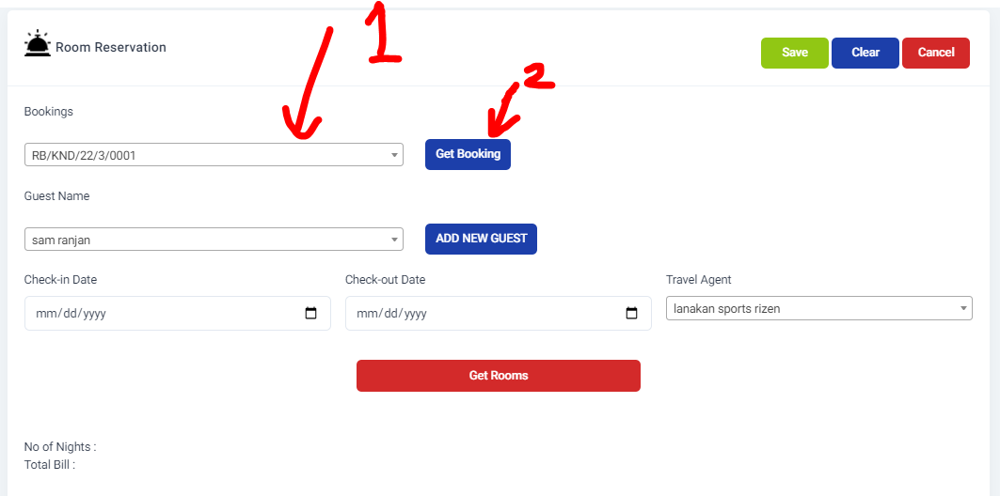 1
Room Reservation
Save Clear Cancel
2
Bookings
RB/KND/22/3/0001 Get Booking
Guest Name
sam ranjan ADD NEW GUEST
Check-in Date Check-out Date Travel Agent
mm/dd/yyyy mm/dd/yyyy lanakan sports rizen
Get Rooms
No of Nights :
Total Bill :